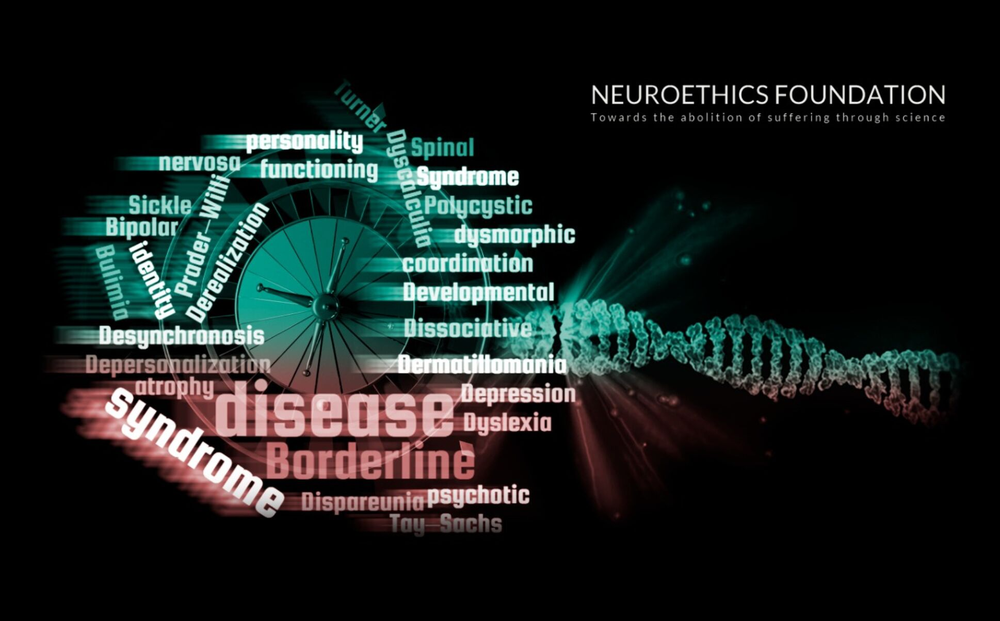 NEUROETHICS FOUNDATION
Towards the abolition of suffering through science
Turner
personality
Dyscalculia
Spinal
nervosa
functioning
Syndrome
Prader–Willi
Sickle
Polycystic
Derealization
Bipolar
dysmorphic
Bulimia
identity
coordination
Developmental
Dissociative
Desynchronosis
Depersonalization
Dermatillomania
atrophy
disease
Depression
syndrome
Dyslexia
Borderline
Dispareunia
psychotic
Tay–Sachs